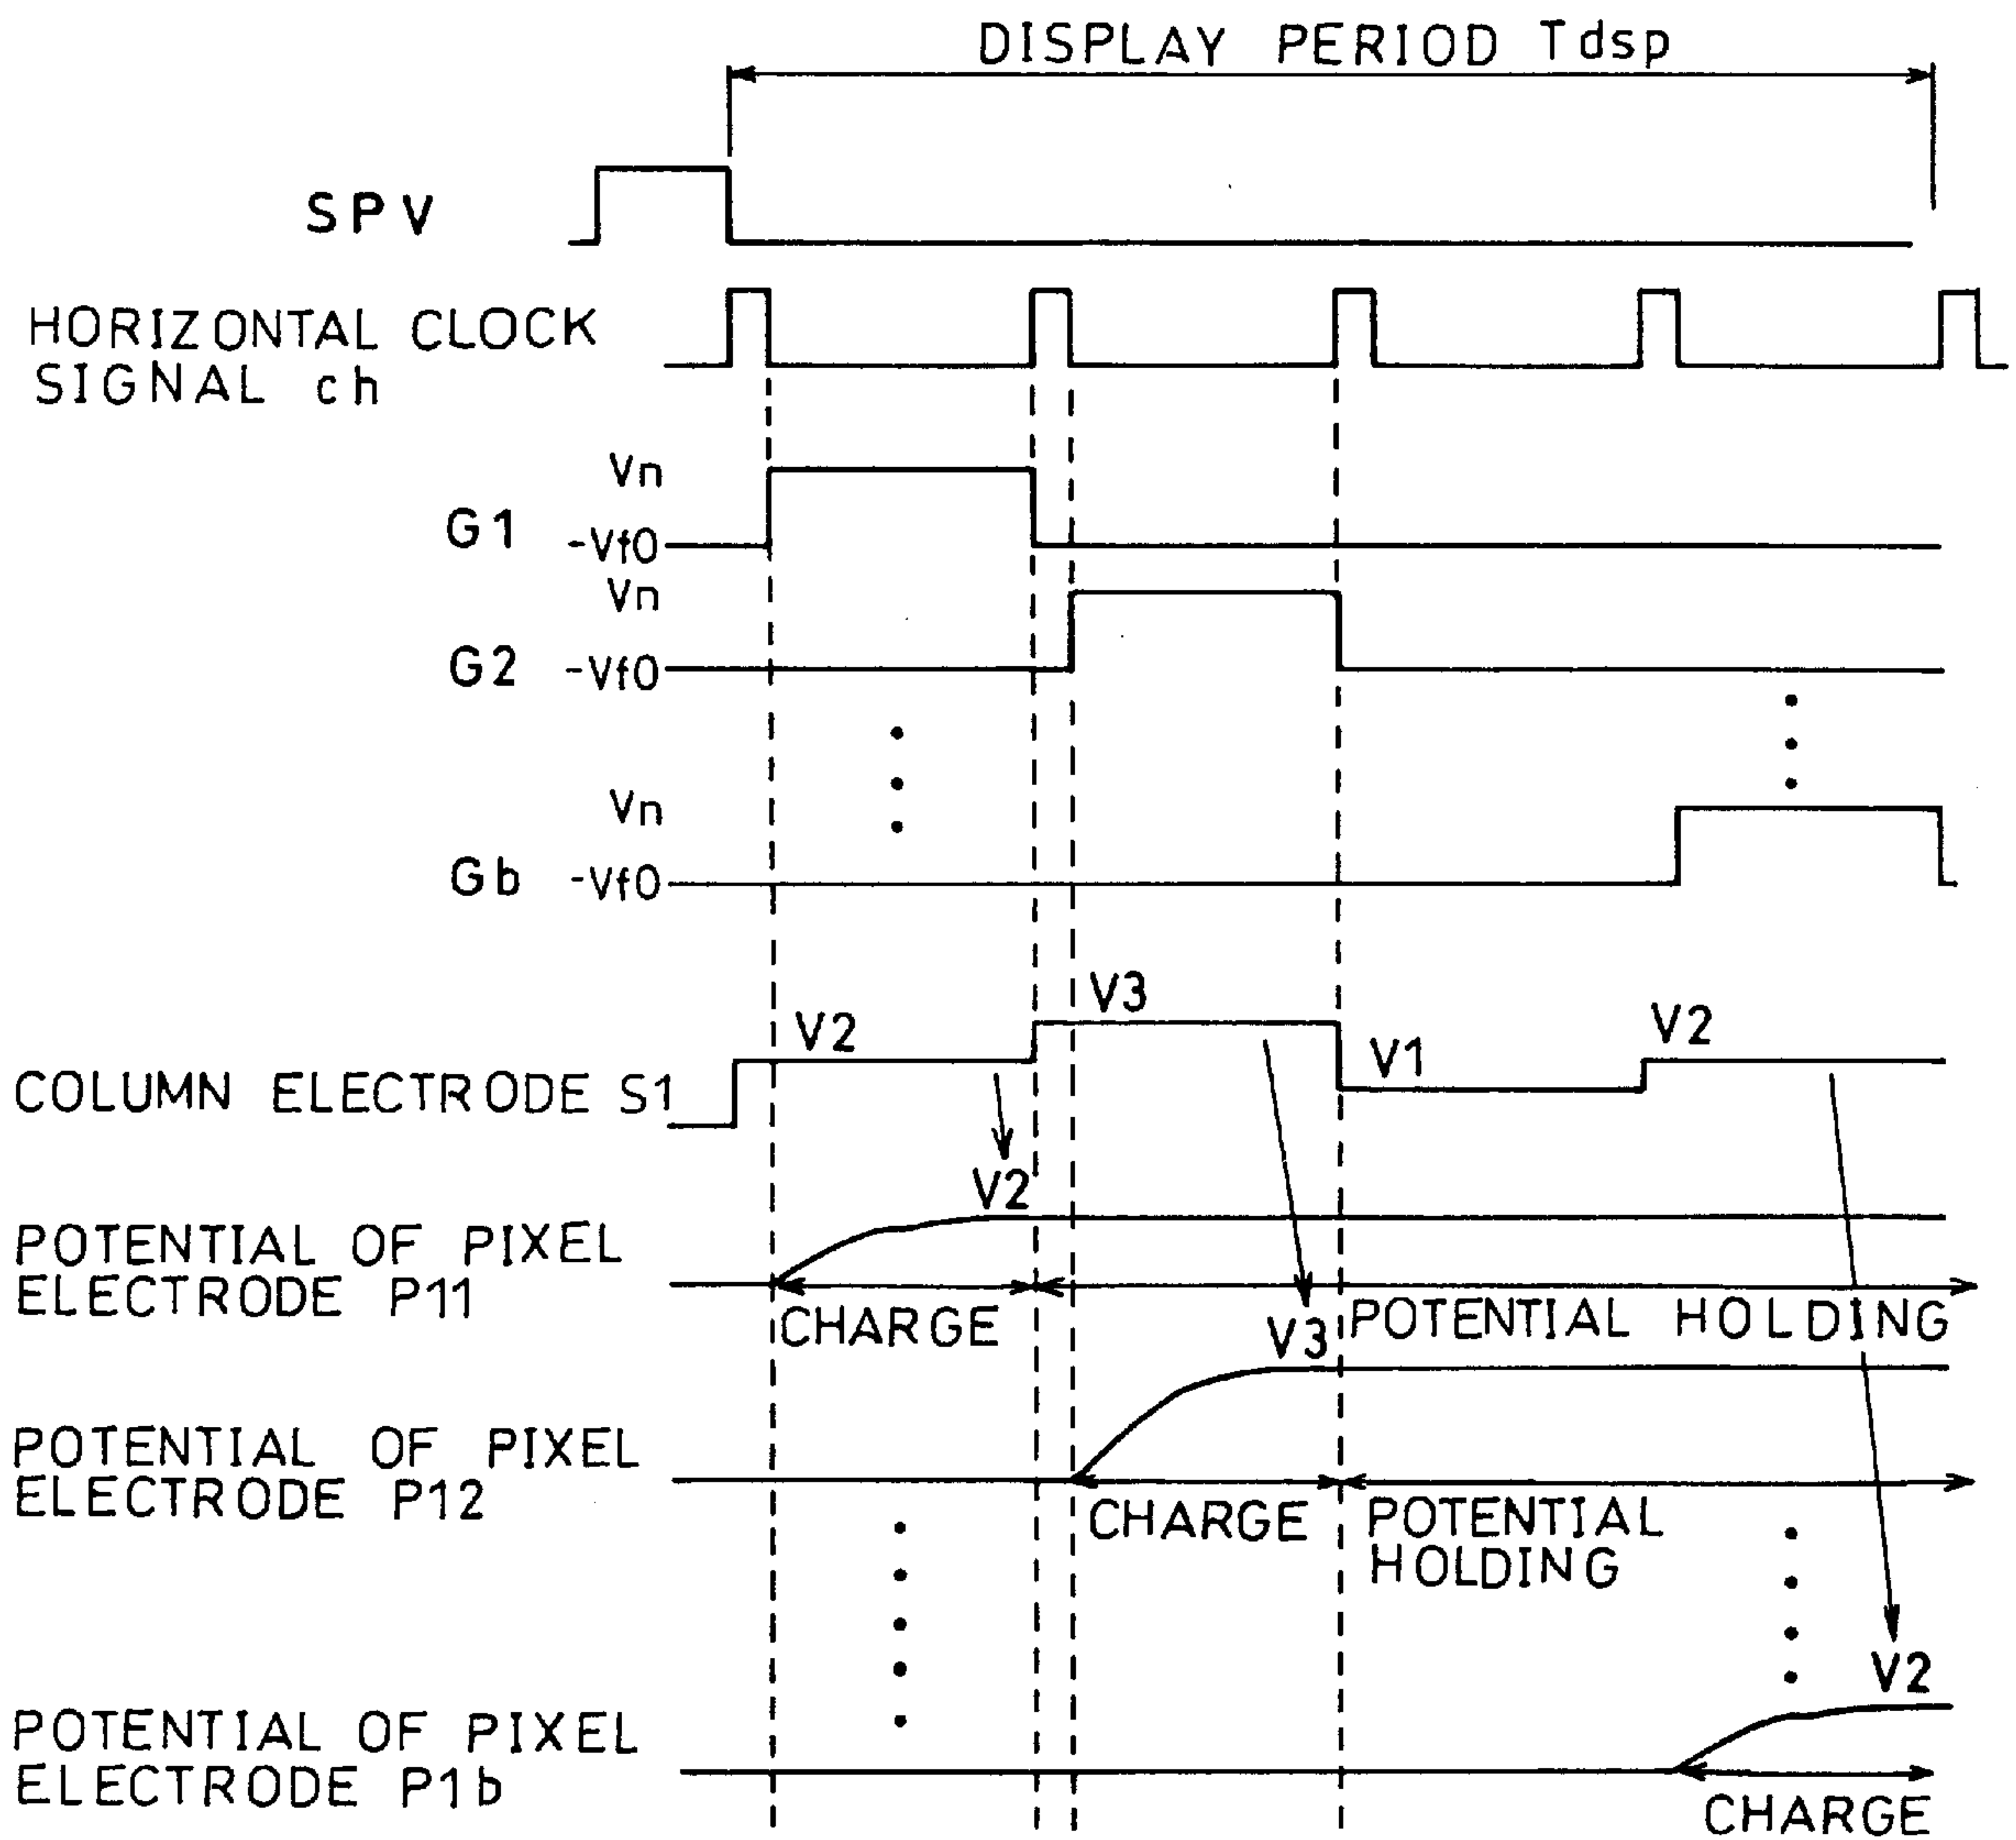 DISPLAY PERIOD Tdsp
SPV
HORIZONTAL CLOCK
SIGNAL ch
Vn
G1 -Vf0
Vn
G2 -Vf0
Vn
Gb -Vf0
V3
V2
V2
V1
COLUMN ELECTRODE S1
V2
POTENTIAL OF PIXEL
ELECTRODE P11
CHARGE
V3
POTENTIAL HOLDING
POTENTIAL OF PIXEL
ELECTRODE P12
CHARGE
POTENTIAL
HOLDING
V2
POTENTIAL OF PIXEL
ELECTRODE P1b
CHARGE